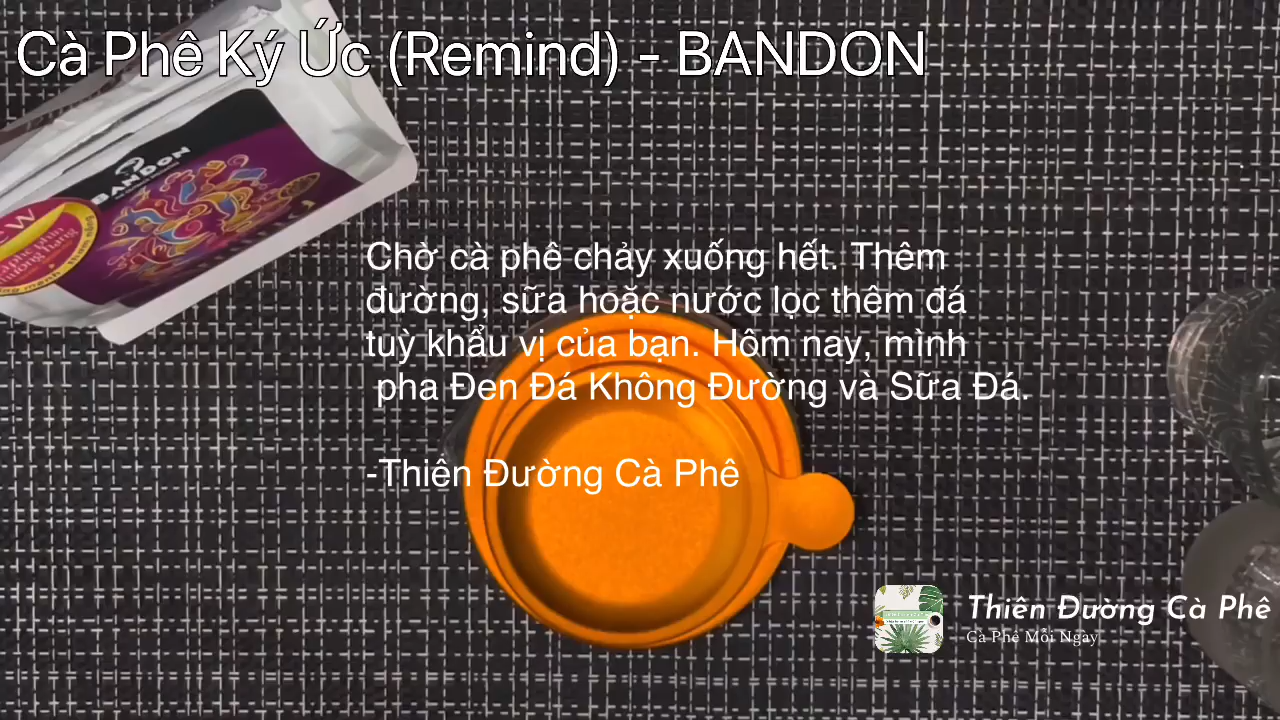 Cà Phê Ký Ức (Remind) - BANDON
BANDON
Chờ cà phê chảy xuống hết. Thêm
đường, sữa hoặc nước lọc thêm đá
tuỳ khẩu vị của bạn. Hôm nay, mình
pha Đen Đá Không Đường và Sữa Đá.
-Thiên Đường Cà Phê
Thiên Đường Cà Phê
Cà Phê Mỗi Ngày